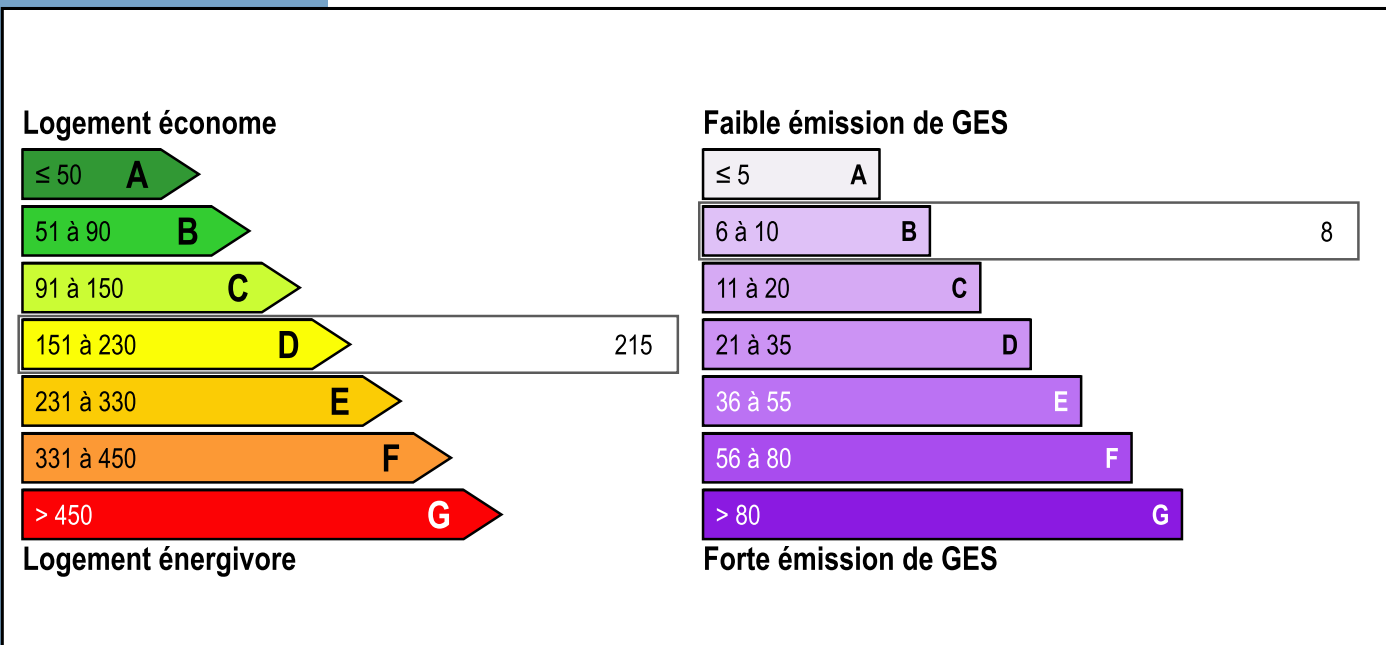 Logement économe
≤ 50 A
51 à 90 B
91 à 150 C
151 à 230 D 215
231 à 330 E
331 à 450 F
> 450 G
Logement énergivore
Faible émission de GES
≤ 5 A
6 à 10 B 8
11 à 20 C
21 à 35 D
36 à 55 E
56 à 80 F
> 80 G
Forte émission de GES